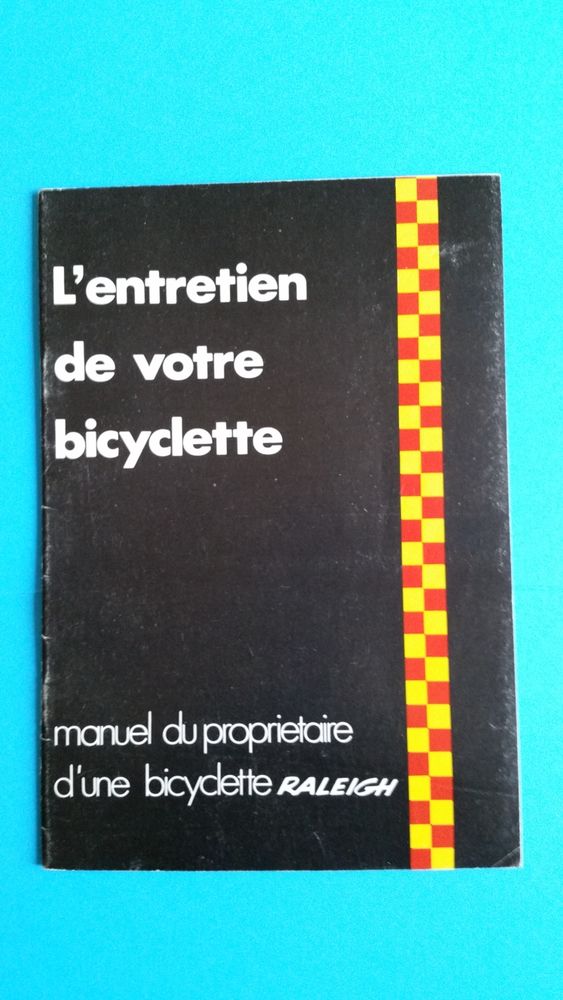 L'entretien
de votre
bicyclette
manuel du proprietaire
d'une bicyclette RALEIGH